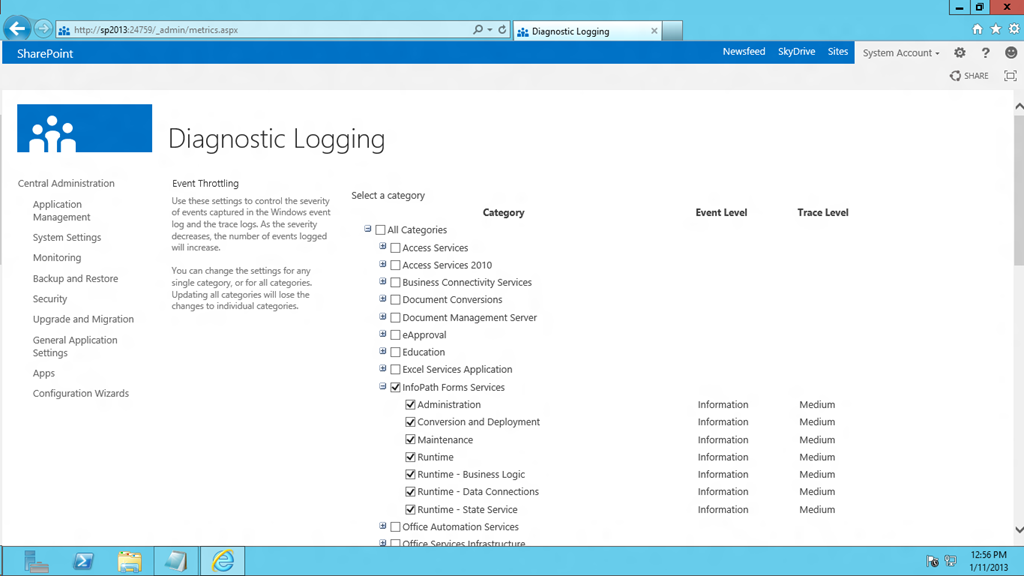 http://sp2013:24759/_admin/metrics.aspx
Diagnostic Logging
SharePoint
Newsfeed SkyDrive Sites System Account
SHARE
Diagnostic Logging
Central Administration
Application
Management
System Settings
Monitoring
Backup and Restore
Security
Upgrade and Migration
General Application
Settings
Apps
Configuration Wizards
Event Throttling
Use these settings to control the severity
of events captured in the Windows event
log and the trace logs. As the severity
decreases, the number of events logged
will increase.
You can change the settings for any
single category, or for all categories.
Updating all categories will lose the
changes to individual categories.
Select a category
Category Event Level Trace Level
All Categories
Access Services
Access Services 2010
Business Connectivity Services
Document Conversions
Document Management Server
eApproval
Education
Excel Services Application
InfoPath Forms Services
Administration Information Medium
Conversion and Deployment Information Medium
Maintenance Information Medium
Runtime Information Medium
Runtime - Business Logic Information Medium
Runtime - Data Connections Information Medium
Runtime - State Service Information Medium
Office Automation Services
Office Services Infrastructure
12:56 PM
1/11/2013